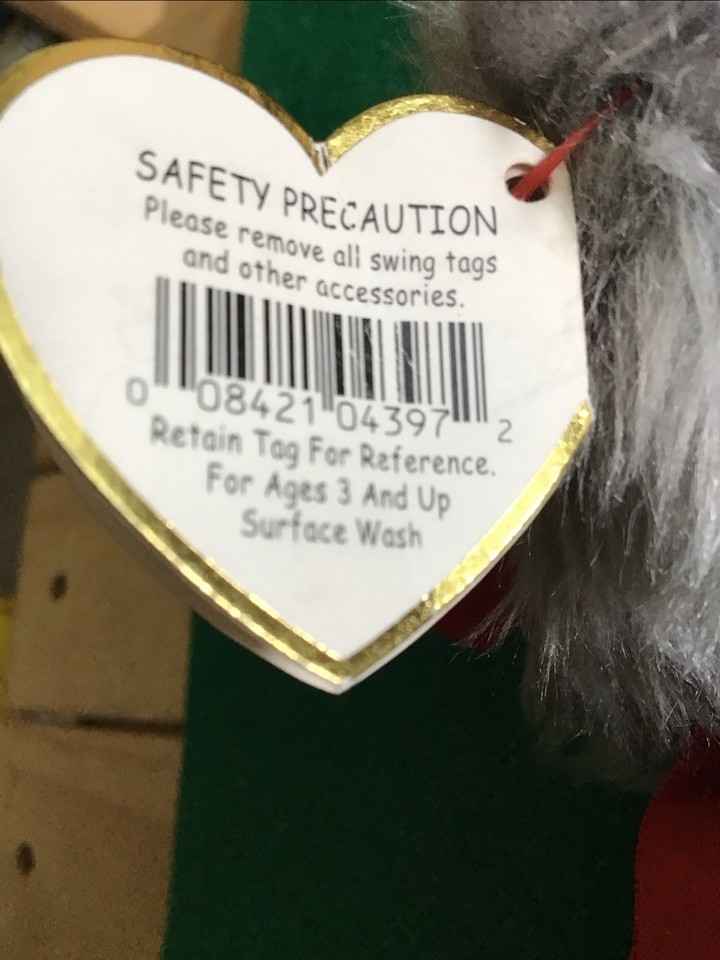 SAFETY PRECAUTION
Please remove all swing tags
and other accessories.
0 08421 04397 2
Retain Tag For Reference.
For Ages 3 And Up
Surface Wash